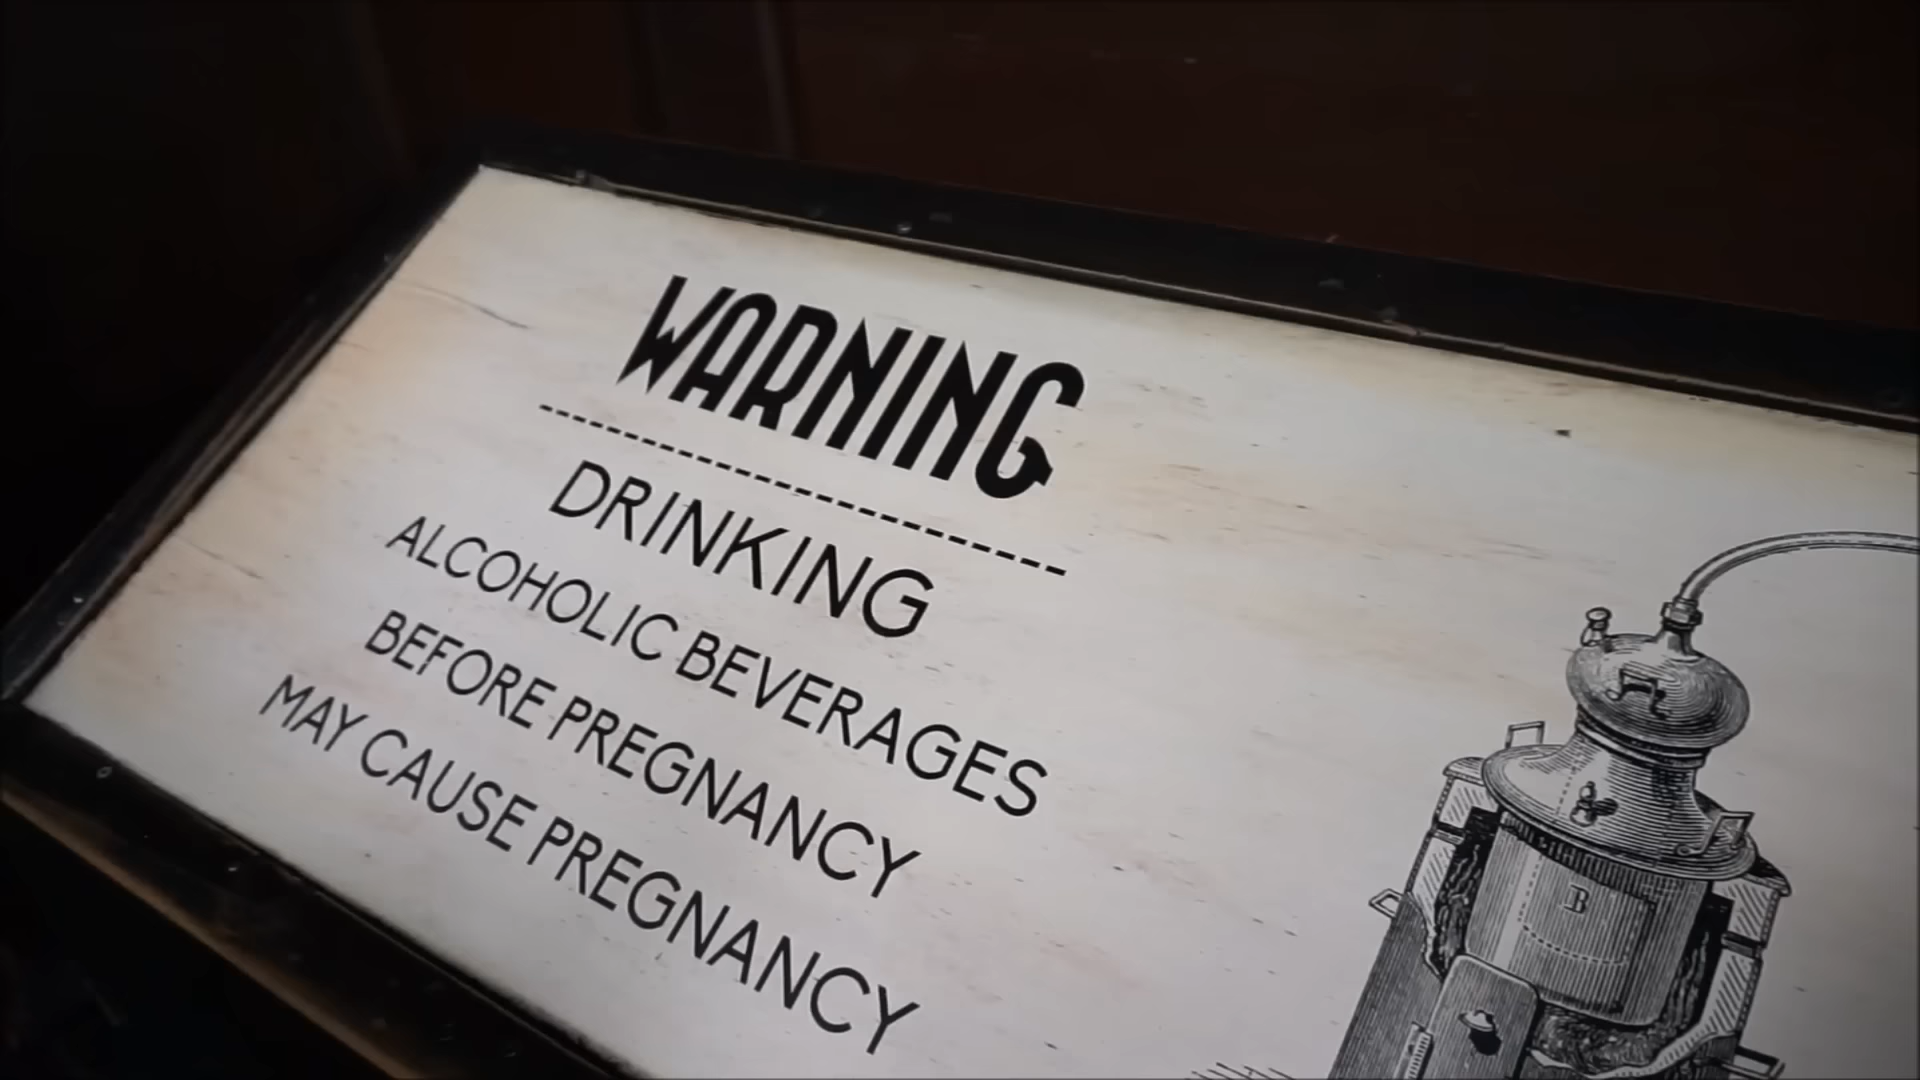 WARNING
DRINKING
ALCOHOLIC BEVERAGES
BEFORE PREGNANCY
MAY CAUSE PREGNANCY
B